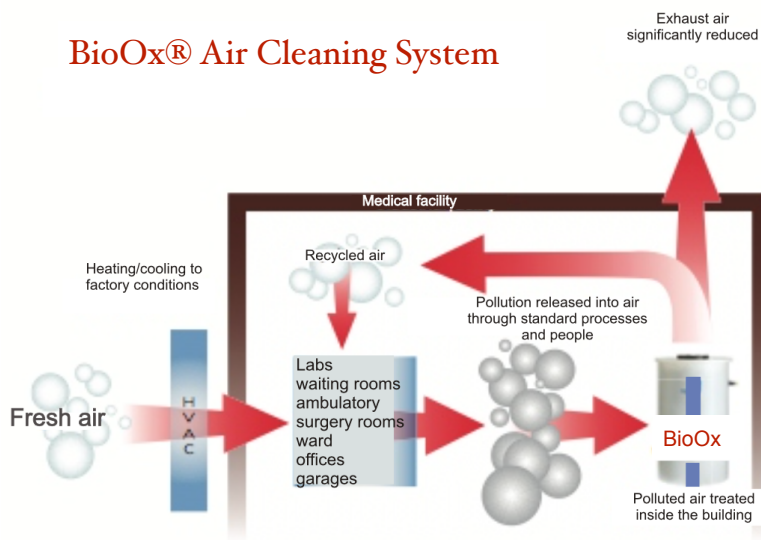 BioOx® Air Cleaning System
Exhaust air
significantly reduced
Medical facility
Heating/cooling to
factory conditions
Recycled air
Pollution released into air
through standard processes
and people
Fresh air
HVAC
Labs
waiting rooms
ambulatory
surgery rooms
ward
offices
garages
BioOx
Polluted air treated
inside the building